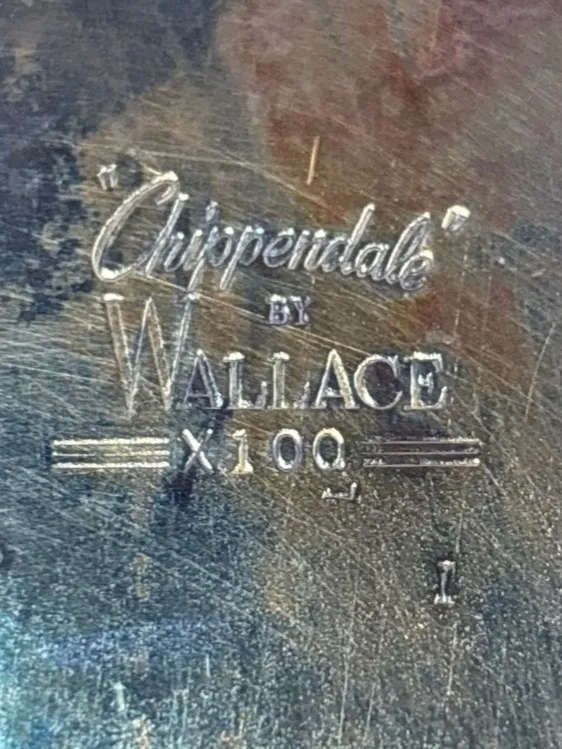 "Chippendale"
BY
WALLACE
X100
I